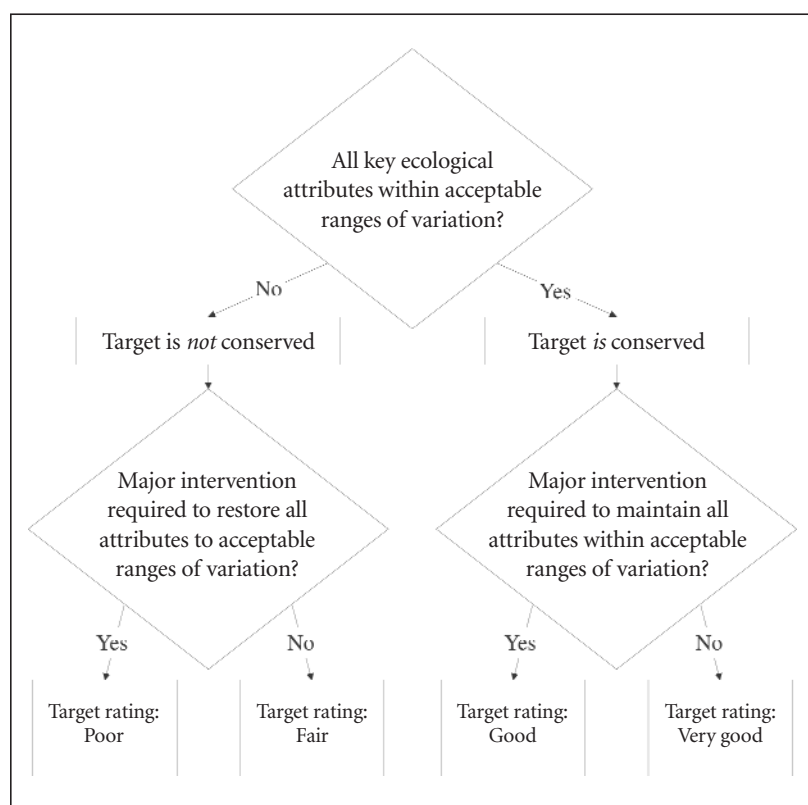 All key ecological
attributes within acceptable
ranges of variation?
No
Yes
Target is not conserved
Target is conserved
Major intervention
required to restore all
attributes to acceptable
ranges of variation?
Major intervention
required to maintain all
attributes within acceptable
ranges of variation?
Yes
No
Yes
No
Target rating:
Poor
Target rating:
Fair
Target rating:
Good
Target rating:
Very good